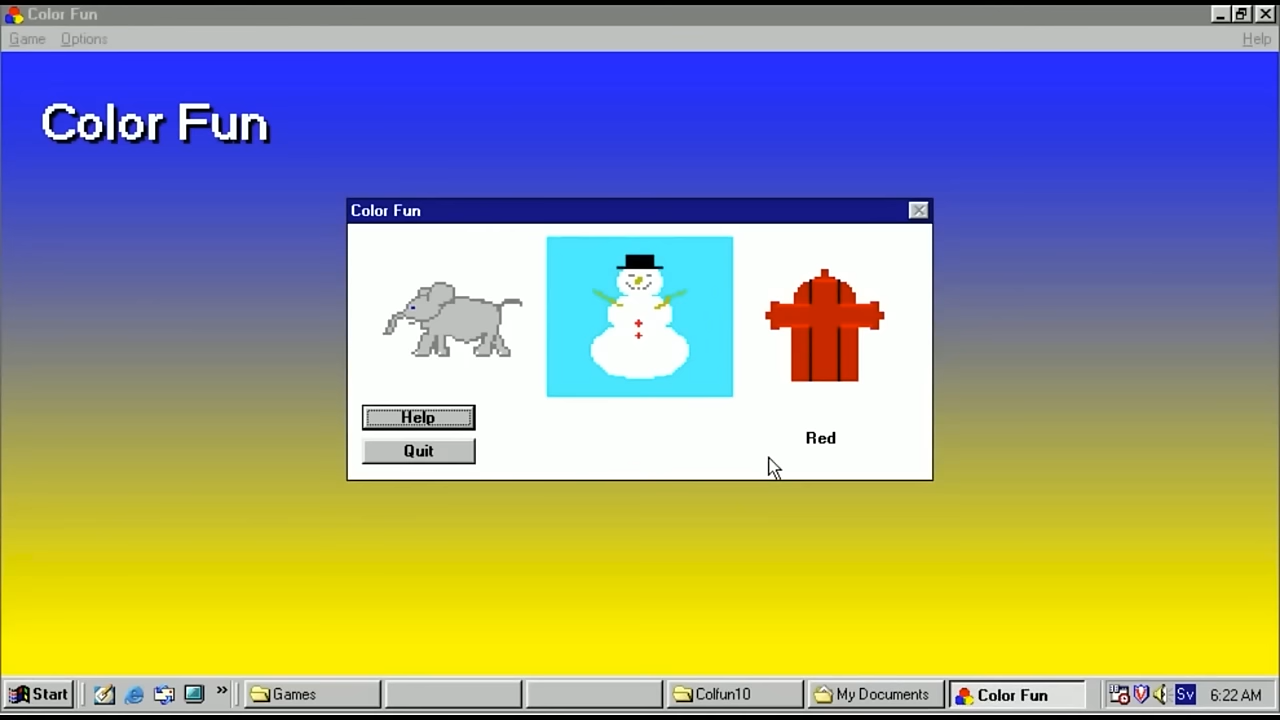 Color Fun
Game Options Help
Color Fun
Color Fun
Help
Red
Quit
Start » Games Colfun10 My Documents Color Fun Sv 6:22 AM